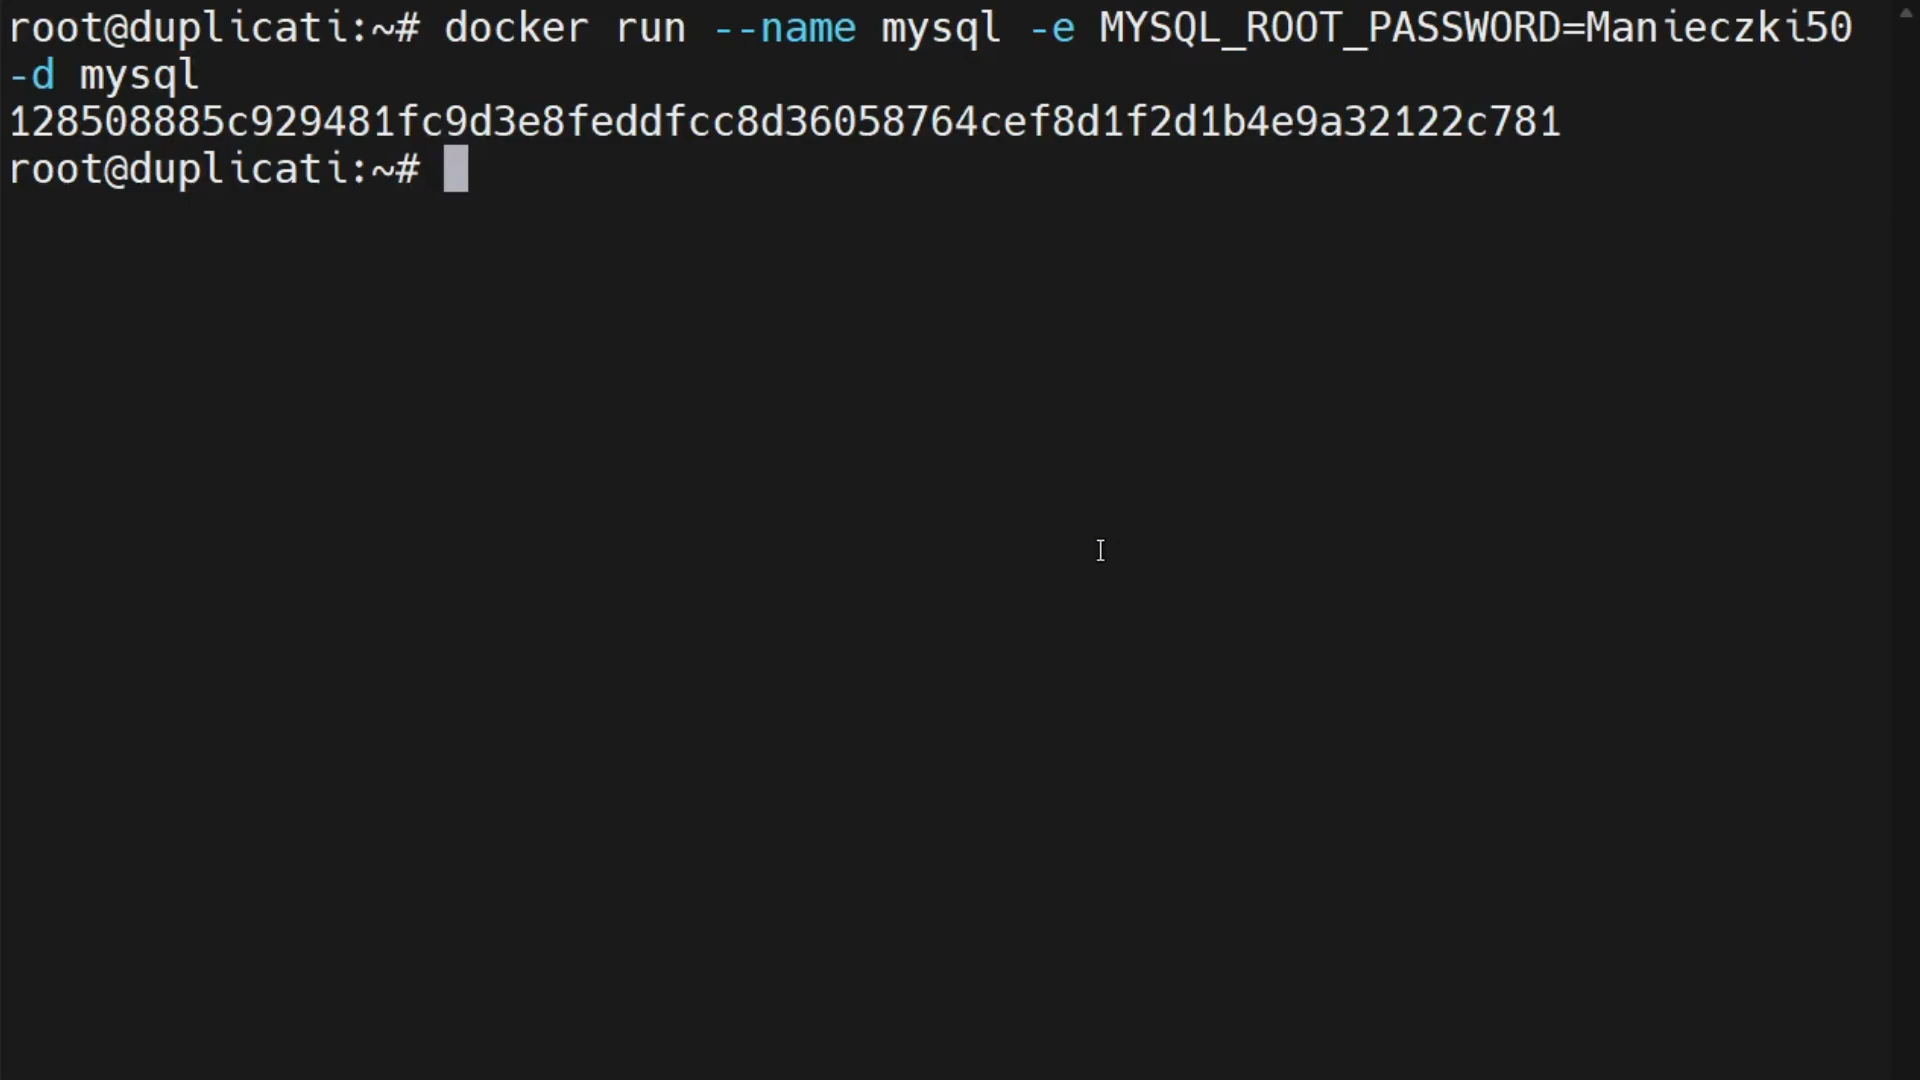 root@duplicati:~# docker run --name mysql -e MYSQL_ROOT_PASSWORD=Manieczki50
-d mysql
128508885c929481fc9d3e8feddfcc8d36058764cef8d1f2d1b4e9a32122c781
root@duplicati:~#